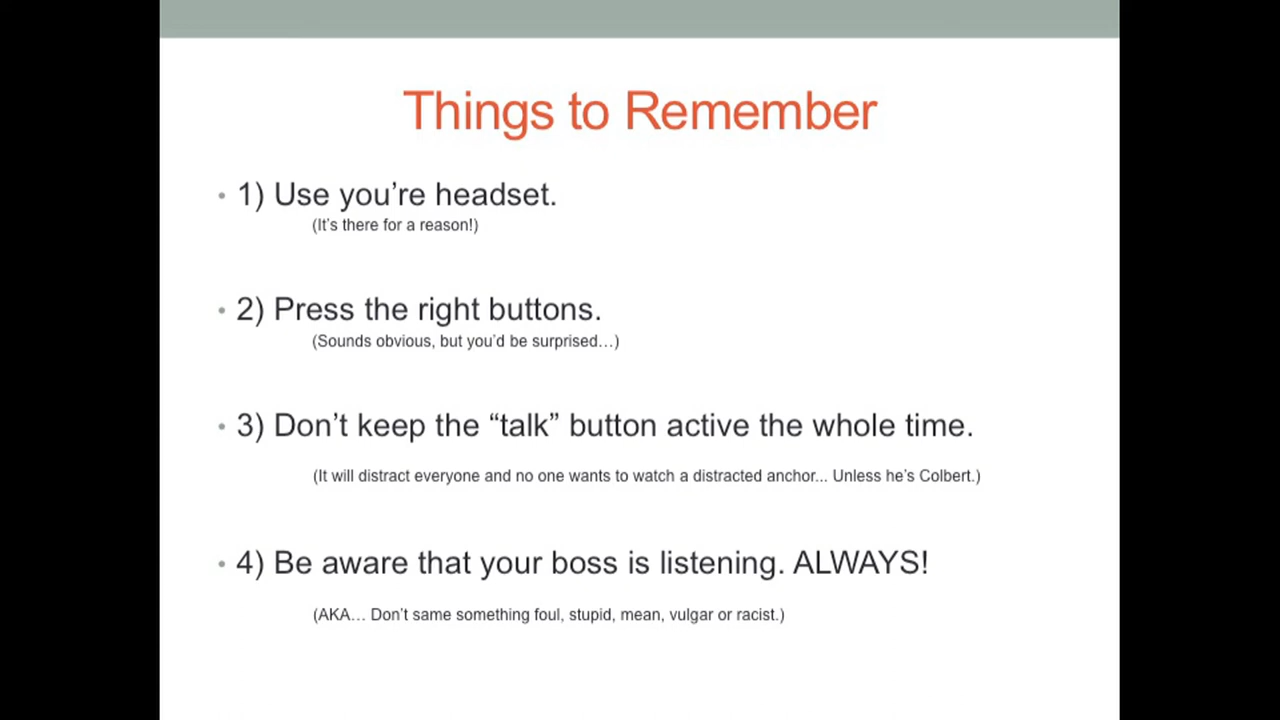 Things to Remember
• 1) Use you’re headset.
(It’s there for a reason!)
• 2) Press the right buttons.
(Sounds obvious, but you’d be surprised…)
• 3) Don’t keep the “talk” button active the whole time.
(It will distract everyone and no one wants to watch a distracted anchor... Unless he’s Colbert.)
• 4) Be aware that your boss is listening. ALWAYS!
(AKA… Don’t same something foul, stupid, mean, vulgar or racist.)